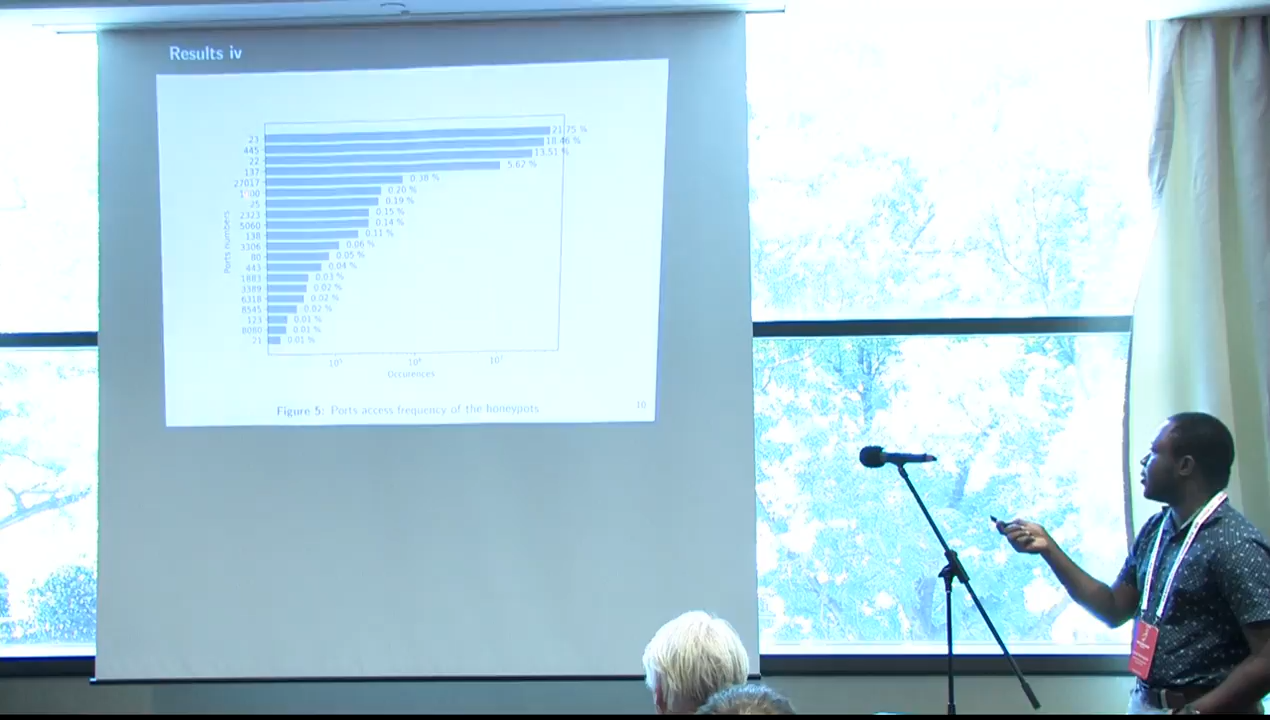 Results iv
23 21.75 %
445 18.46 %
22 13.51 %
137 5.62 %
27017 0.38 %
0.20 %
25 0.19 %
2323 0.15 %
5060 0.14 %
138 0.11 %
3306 0.06 %
80 0.05 %
443 0.04 %
1883 0.03 %
3389 0.02 %
6318 0.02 %
8545 0.02 %
123 0.01 %
8080 0.01 %
21 0.01 %
Ports numbers
10⁵ 10⁶ 10⁷
Occurences
Figure 5: Ports access frequency of the honeypots
10